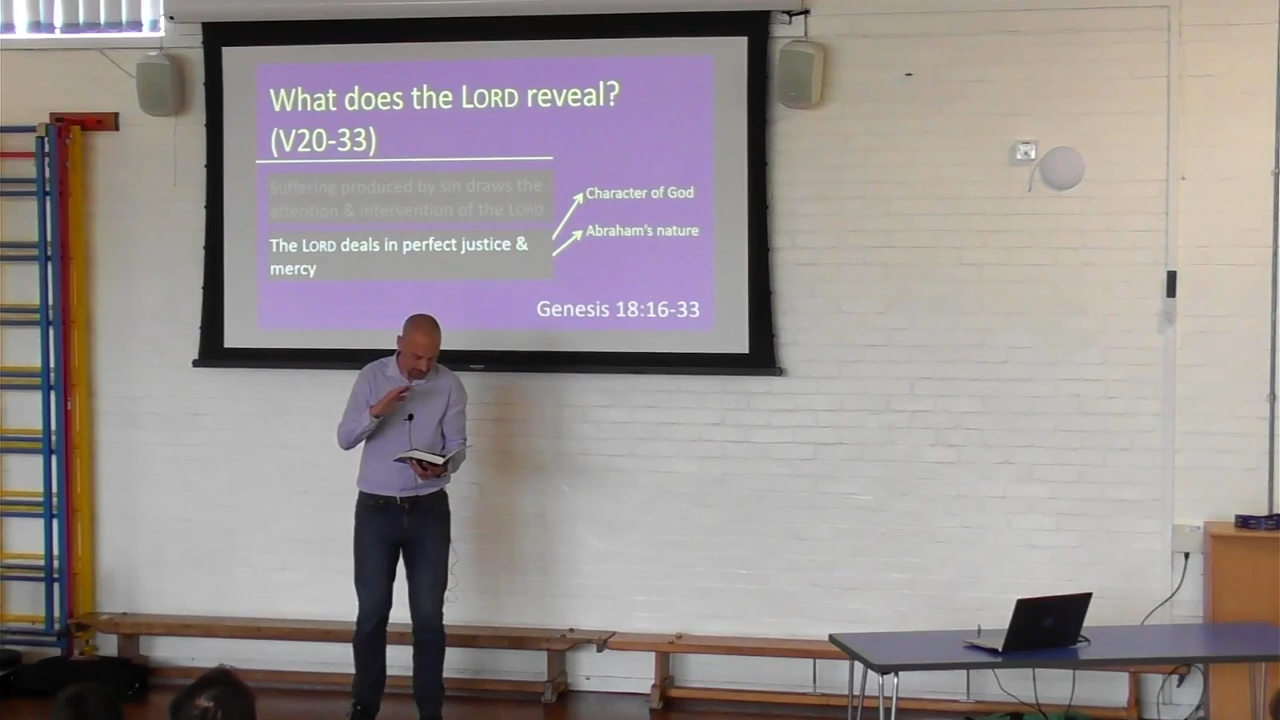 What does the LORD reveal?
(V20-33)
Suffering produced by sin draws the
attention & intervention of the LORD
The LORD deals in perfect justice &
mercy
Character of God
Abraham's nature
Genesis 18:16-33